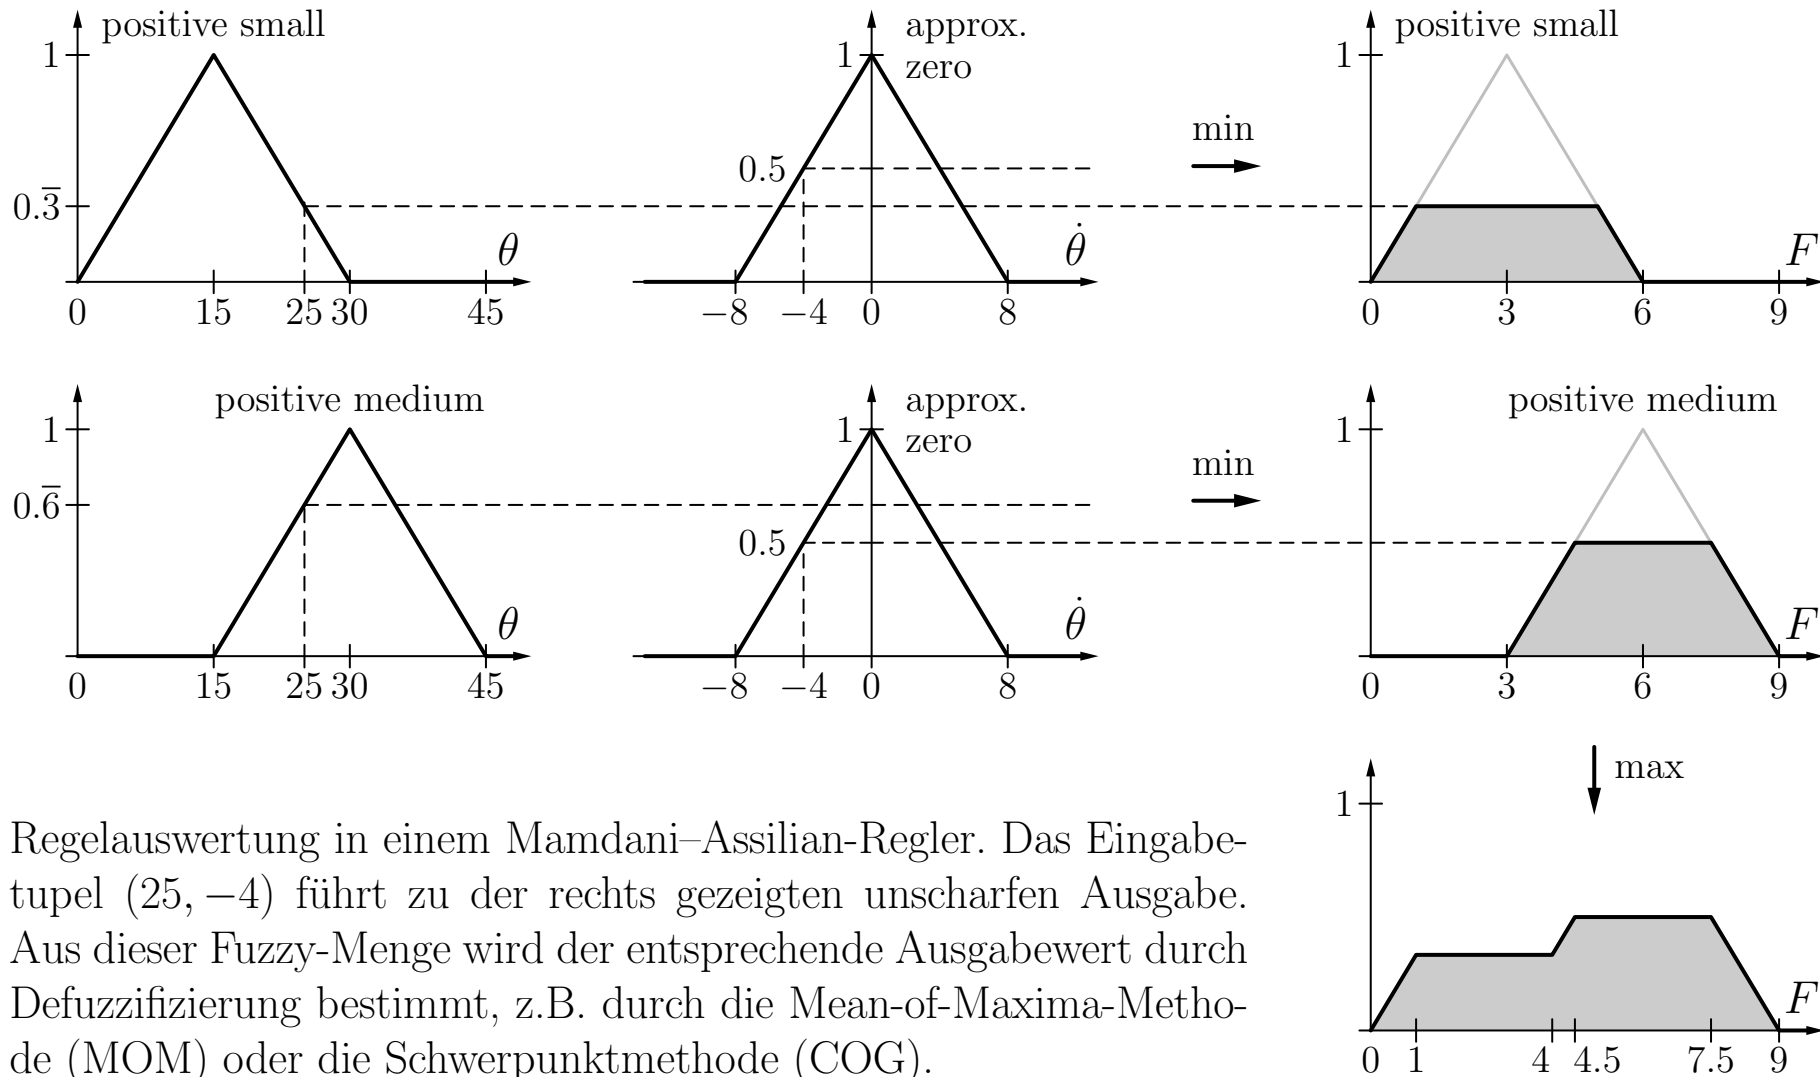 positive small
approx.
zero
positive small
1
1
1
min
0.5
0.3̅
θ
θ̇
F
0 15 25 30 45
−8 −4 0 8
0 3 6 9
positive medium
approx.
zero
positive medium
1
1
1
min
0.6̅
0.5
θ
θ̇
F
0 15 25 30 45
−8 −4 0 8
0 3 6 9
max
1
F
0 1 4 4.5 7.5 9
Regelauswertung in einem Mamdani–Assilian-Regler. Das Eingabe-
tupel (25, −4) führt zu der rechts gezeigten unscharfen Ausgabe.
Aus dieser Fuzzy-Menge wird der entsprechende Ausgabewert durch
Defuzzifizierung bestimmt, z.B. durch die Mean-of-Maxima-Metho-
de (MOM) oder die Schwerpunktmethode (COG).